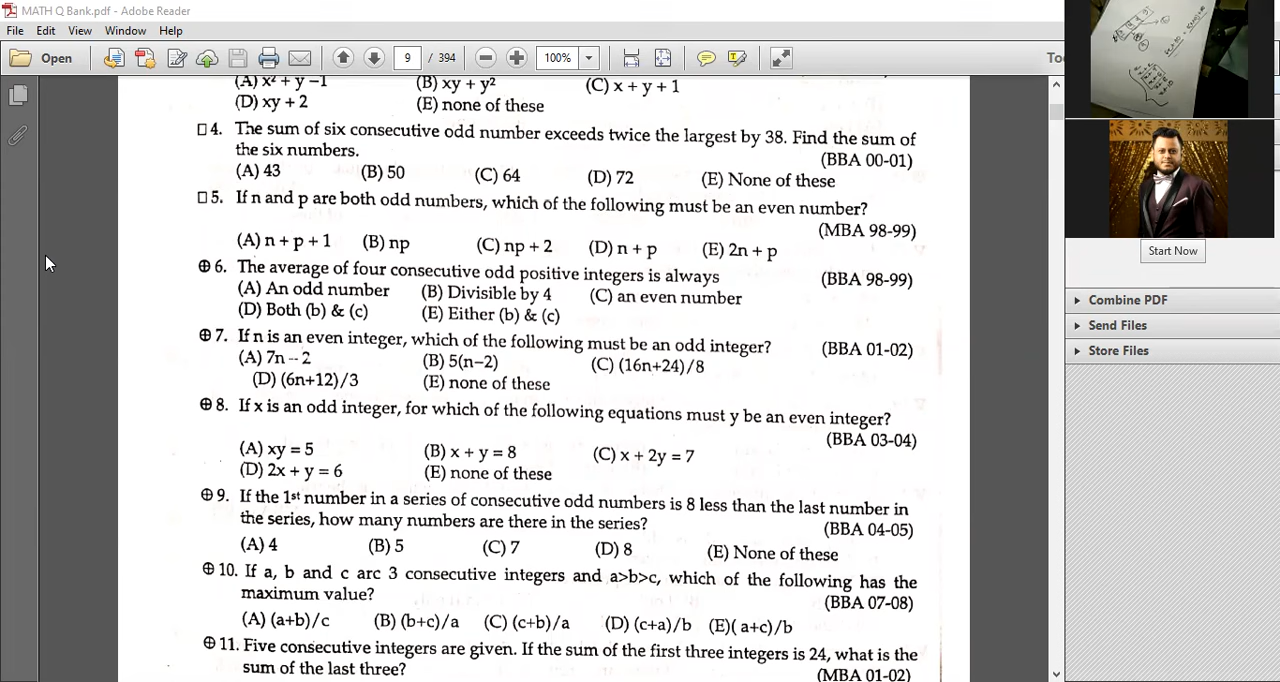 MATH Q Bank.pdf - Adobe Reader
File Edit View Window Help
Open 9 / 394 100%
(A) x² + y −1 (B) xy + y² (C) x + y + 1
(D) xy + 2 (E) none of these
□4. The sum of six consecutive odd number exceeds twice the largest by 38. Find the sum of
the six numbers. (BBA 00-01)
(A) 43 (B) 50 (C) 64 (D) 72 (E) None of these
□5. If n and p are both odd numbers, which of the following must be an even number?
(MBA 98-99)
(A) n + p + 1 (B) np (C) np + 2 (D) n + p (E) 2n + p
⊕6. The average of four consecutive odd positive integers is always (BBA 98-99)
(A) An odd number (B) Divisible by 4 (C) an even number
(D) Both (b) & (c) (E) Either (b) & (c)
⊕7. If n is an even integer, which of the following must be an odd integer? (BBA 01-02)
(A) 7n -- 2 (B) 5(n−2) (C) (16n+24)/8
(D) (6n+12)/3 (E) none of these
⊕8. If x is an odd integer, for which of the following equations must y be an even integer?
(BBA 03-04)
(A) xy = 5 (B) x + y = 8 (C) x + 2y = 7
(D) 2x + y = 6 (E) none of these
⊕9. If the 1st number in a series of consecutive odd numbers is 8 less than the last number in
the series, how many numbers are there in the series? (BBA 04-05)
(A) 4 (B) 5 (C) 7 (D) 8 (E) None of these
⊕10. If a, b and c arc 3 consecutive integers and a>b>c, which of the following has the
maximum value? (BBA 07-08)
(A) (a+b)/c (B) (b+c)/a (C) (c+b)/a (D) (c+a)/b (E)( a+c)/b
⊕11. Five consecutive integers are given. If the sum of the first three integers is 24, what is the
sum of the last three? (MBA 01-02)
Start Now
Combine PDF
Send Files
Store Files